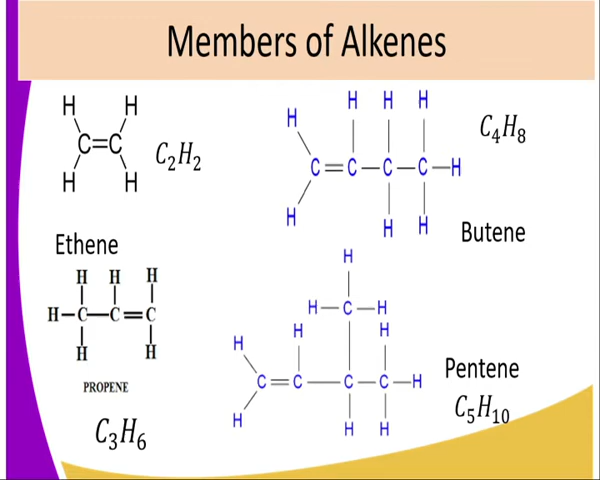 Members of Alkenes
H H
C=C
H H
C₂H₂
Ethene
H H H H
C=C—C—C—H
H H H
C₄H₈
Butene
H H H
H—C—C=C
H H
PROPENE
C₃H₆
H
H—C—H
H H H
C=C—C—C—H
H H H
Pentene
C₅H₁₀